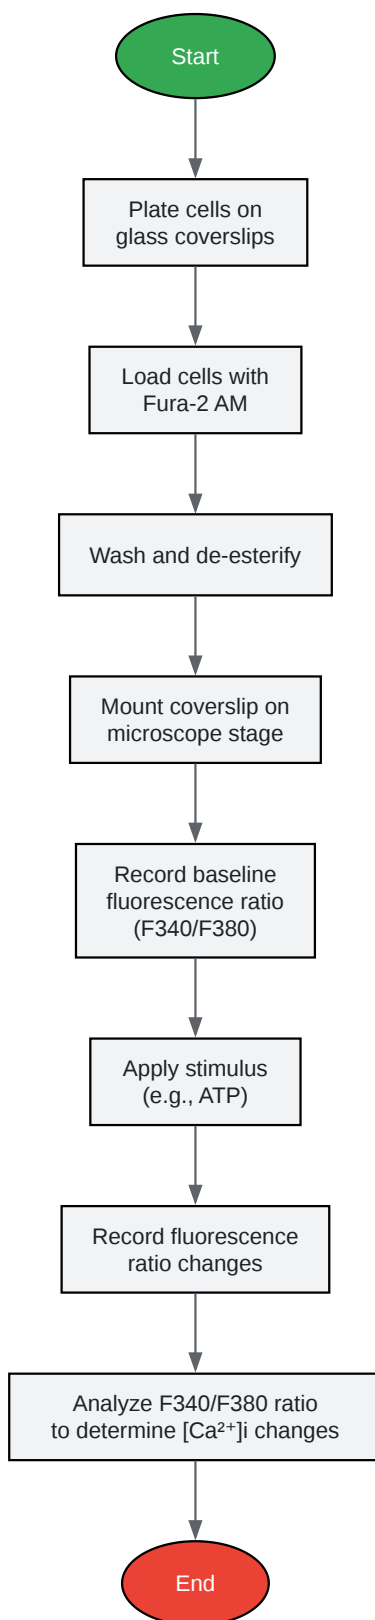 Start
Plate cells on
glass coverslips
Load cells with
Fura-2 AM
Wash and de-esterify
Mount coverslip on
microscope stage
Record baseline
fluorescence ratio
(F340/F380)
Apply stimulus
(e.g., ATP)
Record fluorescence
ratio changes
Analyze F340/F380 ratio
to determine [Ca²⁺]i changes
End